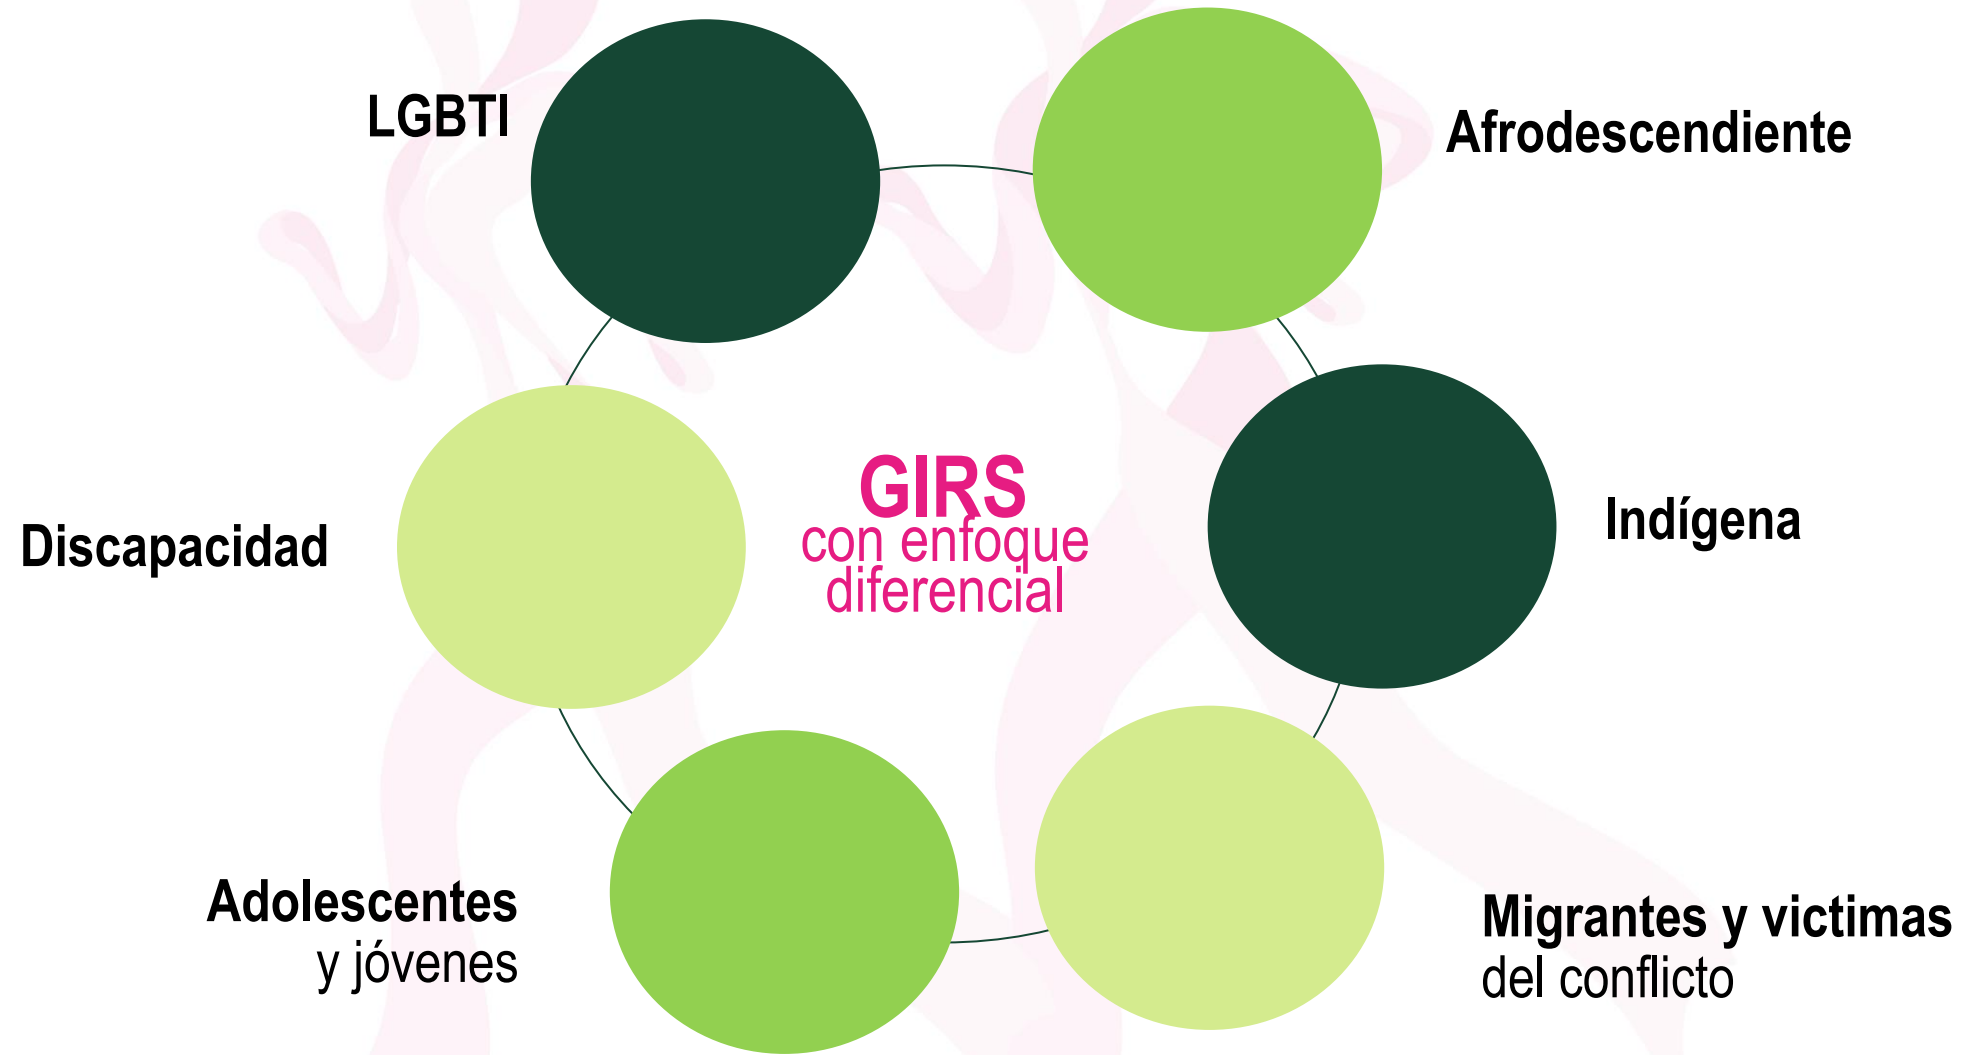 LGBTI
Afrodescendiente
Discapacidad
GIRS
con enfoque
diferencial
Indígena
Adolescentes
y jóvenes
Migrantes y victimas
del conflicto